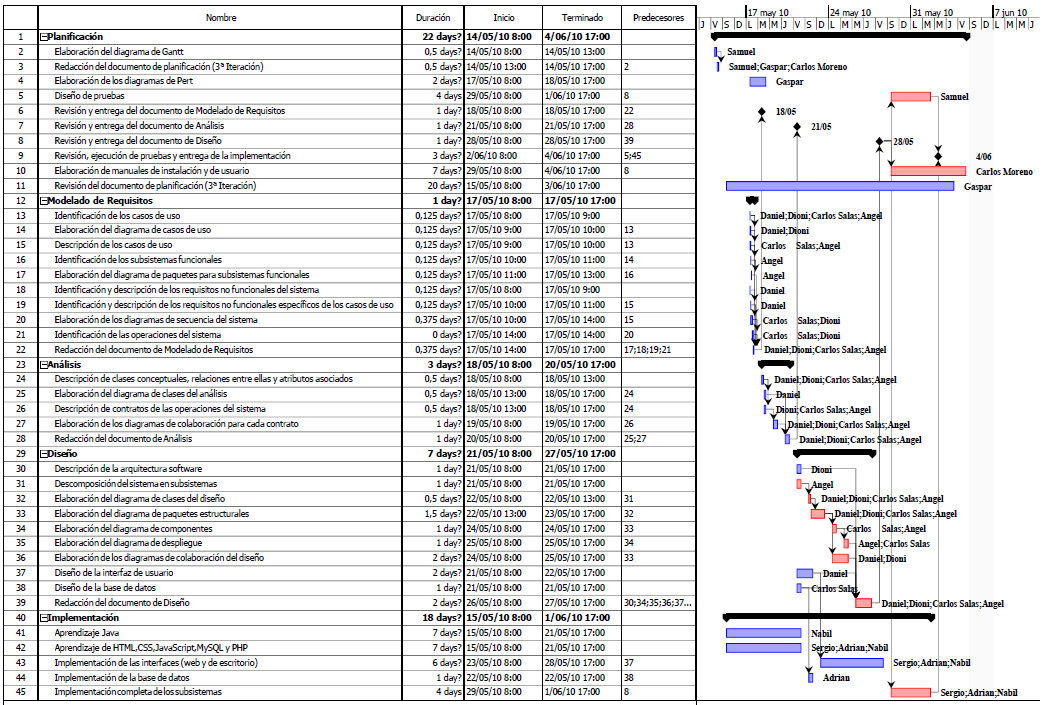 Nombre Duración Inicio Terminado Predecesores 17 may 10 24 may 10 31 may 10 7 jun 10
J V S D L M M J V S D L M M J V S D L M M J V S D L M M J
1 Planificación 22 days? 14/05/10 8:00 4/06/10 17:00
2 Elaboración del diagrama de Gantt 0,5 days? 14/05/10 8:00 14/05/10 13:00 Samuel
3 Redacción del documento de planificación (3ª Iteración) 0,5 days? 14/05/10 13:00 14/05/10 17:00 2 Samuel;Gaspar;Carlos Moreno
4 Elaboración de los diagramas de Pert 2 days? 17/05/10 8:00 18/05/10 17:00 Gaspar
5 Diseño de pruebas 4 days 29/05/10 8:00 1/06/10 17:00 8 Samuel
6 Revisión y entrega del documento de Modelado de Requisitos 1 day? 18/05/10 8:00 18/05/10 17:00 22 18/05
7 Revisión y entrega del documento de Análisis 1 day? 21/05/10 8:00 21/05/10 17:00 28 21/05
8 Revisión y entrega del documento de Diseño 1 day? 28/05/10 8:00 28/05/10 17:00 39 28/05
9 Revisión, ejecución de pruebas y entrega de la implementación 3 days? 2/06/10 8:00 4/06/10 17:00 5;45 4/06
10 Elaboración de manuales de instalación y de usuario 7 days? 29/05/10 8:00 4/06/10 17:00 8 Carlos Moreno
11 Revisión del documento de planificación (3ª Iteración) 20 days? 15/05/10 8:00 3/06/10 17:00 Gaspar
12 Modelado de Requisitos 1 day? 17/05/10 8:00 17/05/10 17:00
13 Identificación de los casos de uso 0,125 days? 17/05/10 8:00 17/05/10 9:00 Daniel;Dioni;Carlos Salas;Angel
14 Elaboración del diagrama de casos de uso 0,125 days? 17/05/10 9:00 17/05/10 10:00 13 Daniel;Dioni
15 Descripción de los casos de uso 0,125 days? 17/05/10 9:00 17/05/10 10:00 13 Carlos Salas;Angel
16 Identificación de los subsistemas funcionales 0,125 days? 17/05/10 10:00 17/05/10 11:00 14 Angel
17 Elaboración del diagrama de paquetes para subsistemas funcionales 0,125 days? 17/05/10 11:00 17/05/10 13:00 16 Angel
18 Identificación y descripción de los requisitos no funcionales del sistema 0,125 days? 17/05/10 8:00 17/05/10 9:00 Daniel
19 Identificación y descripción de los requisitos no funcionales específicos de los casos de uso 0,125 days? 17/05/10 10:00 17/05/10 11:00 15 Daniel
20 Elaboración de los diagramas de secuencia del sistema 0,375 days? 17/05/10 10:00 17/05/10 14:00 15 Carlos Salas;Dioni
21 Identificación de las operaciones del sistema 0 days? 17/05/10 14:00 17/05/10 14:00 20 Carlos Salas;Dioni
22 Redacción del documento de Modelado de Requisitos 0,375 days? 17/05/10 14:00 17/05/10 17:00 17;18;19;21 Daniel;Dioni;Carlos Salas;Angel
23 Análisis 3 days? 18/05/10 8:00 20/05/10 17:00
24 Descripción de clases conceptuales, relaciones entre ellas y atributos asociados 0,5 days? 18/05/10 8:00 18/05/10 13:00 Daniel;Dioni;Carlos Salas;Angel
25 Elaboración del diagrama de clases del análisis 0,5 days? 18/05/10 13:00 18/05/10 17:00 24 Daniel
26 Descripción de contratos de las operaciones del sistema 0,5 days? 18/05/10 13:00 18/05/10 17:00 24 Dioni;Carlos Salas;Angel
27 Elaboración de los diagramas de colaboración para cada contrato 1 day? 19/05/10 8:00 19/05/10 17:00 26 Daniel;Dioni;Carlos Salas;Angel
28 Redacción del documento de Análisis 1 day? 20/05/10 8:00 20/05/10 17:00 25;27 Daniel;Dioni;Carlos Salas;Angel
29 Diseño 7 days? 21/05/10 8:00 27/05/10 17:00
30 Descripción de la arquitectura software 1 day? 21/05/10 8:00 21/05/10 17:00 Dioni
31 Descomposición del sistema en subsistemas 1 day? 21/05/10 8:00 21/05/10 17:00 Angel
32 Elaboración del diagrama de clases del diseño 0,5 days? 22/05/10 8:00 22/05/10 13:00 31 Daniel;Dioni;Carlos Salas;Angel
33 Elaboración del diagrama de paquetes estructurales 1,5 days? 22/05/10 13:00 23/05/10 17:00 32 Daniel;Dioni;Carlos Salas;Angel
34 Elaboración del diagrama de componentes 1 day? 24/05/10 8:00 24/05/10 17:00 33 Carlos Salas;Angel
35 Elaboración del diagrama de despliegue 1 day? 25/05/10 8:00 25/05/10 17:00 34 Angel;Carlos Salas
36 Elaboración de los diagramas de colaboración del diseño 2 days? 24/05/10 8:00 25/05/10 17:00 33 Daniel;Dioni
37 Diseño de la interfaz de usuario 2 days? 21/05/10 8:00 22/05/10 17:00 Daniel
38 Diseño de la base de datos 1 day? 21/05/10 8:00 21/05/10 17:00 Carlos Salas
39 Redacción del documento de Diseño 2 days? 26/05/10 8:00 27/05/10 17:00 30;34;35;36;37... Daniel;Dioni;Carlos Salas;Angel
40 Implementación 18 days? 15/05/10 8:00 1/06/10 17:00
41 Aprendizaje Java 7 days? 15/05/10 8:00 21/05/10 17:00 Nabil
42 Aprendizaje de HTML,CSS,JavaScript,MySQL y PHP 7 days? 15/05/10 8:00 21/05/10 17:00 Sergio;Adrian;Nabil
43 Implementación de las interfaces (web y de escritorio) 6 days? 23/05/10 8:00 28/05/10 17:00 37 Sergio;Adrian;Nabil
44 Implementación de la base de datos 1 day? 22/05/10 8:00 22/05/10 17:00 38 Adrian
45 Implementación completa de los subsistemas 4 days 29/05/10 8:00 1/06/10 17:00 8 Sergio;Adrian;Nabil